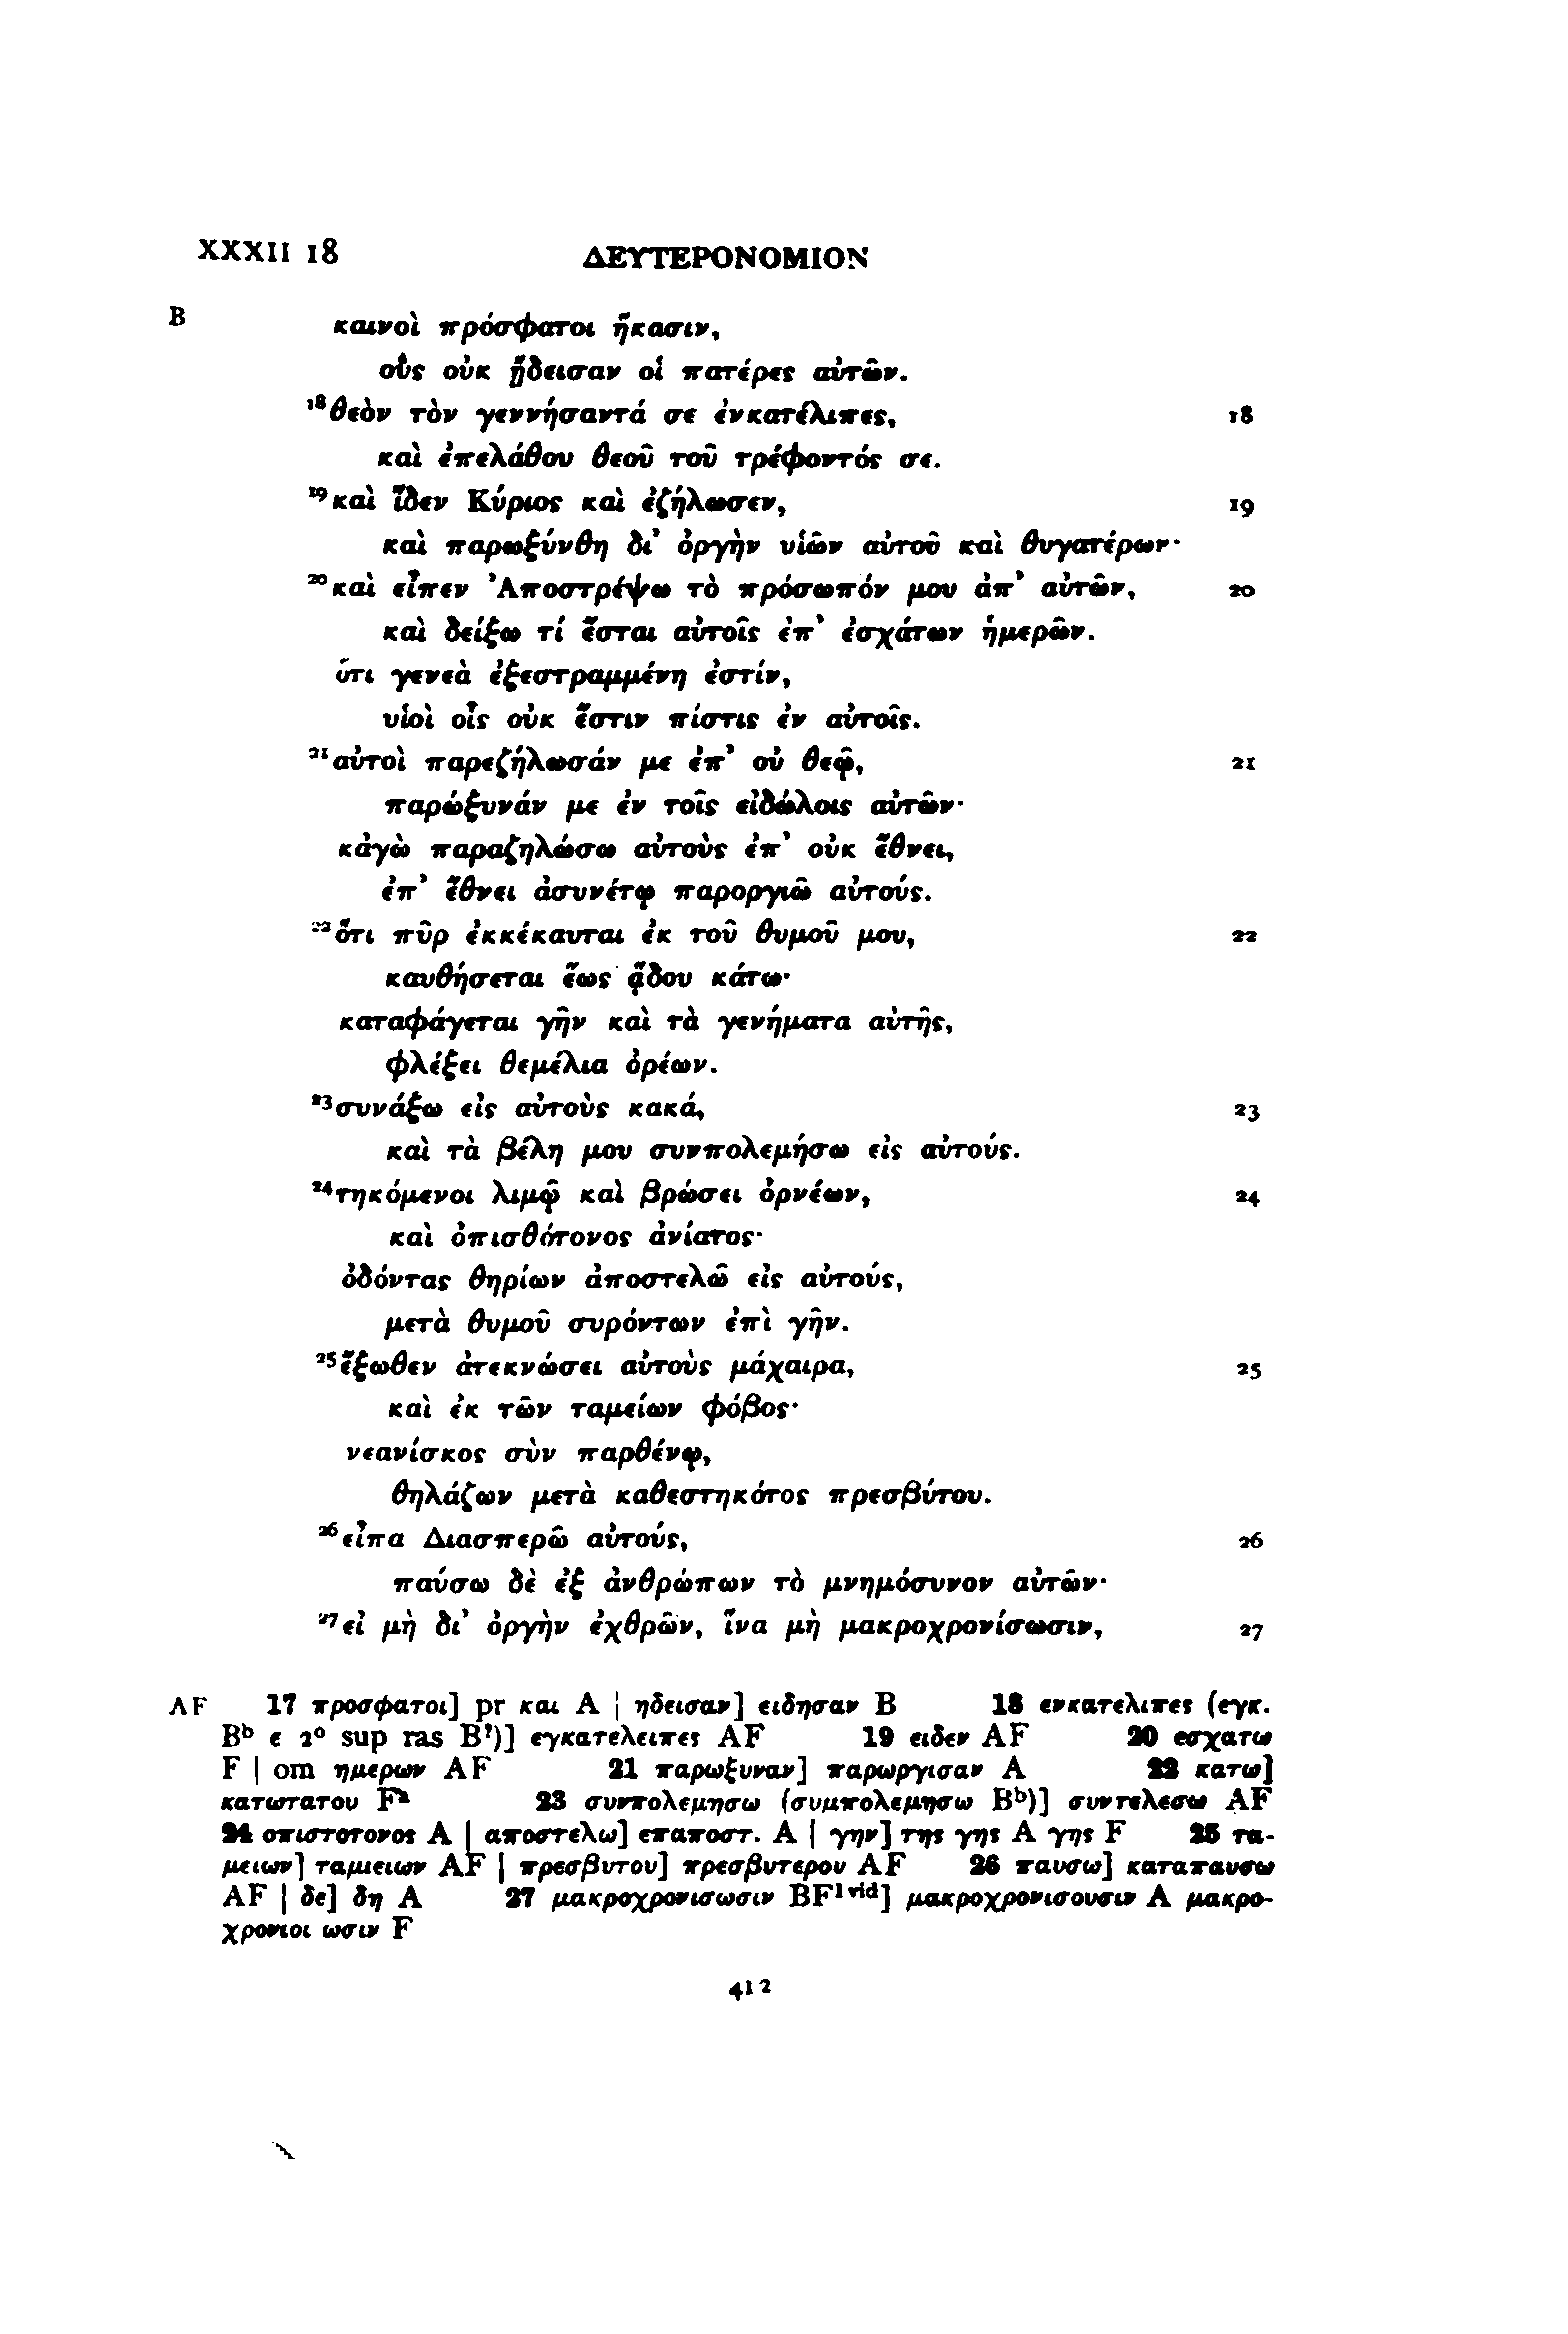 XXXII 18 ΔΕΥΤΕΡΟΝΟΜΙΟΝ
B καινοὶ πρόσφατοι ἥκασιν,
οὓς οὐκ ᾔδεισαν οἱ πατέρες αὐτῶν.
18 θεὸν τὸν γεννήσαντά σε ἐνκατέλιπες, 18
καὶ ἐπελάθου θεοῦ τοῦ τρέφοντός σε.
19 καὶ ἴδεν Κύριος καὶ ἐζήλωσεν, 19
καὶ παρωξύνθη δι’ ὀργὴν υἱῶν αὐτοῦ καὶ θυγατέρων·
20 καὶ εἶπεν Ἀποστρέψω τὸ πρόσωπόν μου ἀπ’ αὐτῶν, 20
καὶ δείξω τί ἔσται αὐτοῖς ἐπ’ ἐσχάτων ἡμερῶν.
ὅτι γενεὰ ἐξεστραμμένη ἐστίν,
υἱοὶ οἷς οὐκ ἔστιν πίστις ἐν αὐτοῖς.
21 αὐτοὶ παρεζήλωσάν με ἐπ’ οὐ θεῷ, 21
παρώξυνάν με ἐν τοῖς εἰδώλοις αὐτῶν·
κἀγὼ παραζηλώσω αὐτοὺς ἐπ’ οὐκ ἔθνει,
ἐπ’ ἔθνει ἀσυνέτῳ παροργιῶ αὐτούς.
22 ὅτι πῦρ ἐκκέκαυται ἐκ τοῦ θυμοῦ μου, 22
καυθήσεται ἕως ᾅδου κάτω·
καταφάγεται γῆν καὶ τὰ γενήματα αὐτῆς,
φλέξει θεμέλια ὀρέων.
23 συνάξω εἰς αὐτοὺς κακά, 23
καὶ τὰ βέλη μου συνπολεμήσω εἰς αὐτούς.
24 τηκόμενοι λιμῷ καὶ βρώσει ὀρνέων, 24
καὶ ὀπισθότονος ἀνίατος·
ὀδόντας θηρίων ἀποστελῶ εἰς αὐτούς,
μετὰ θυμοῦ συρόντων ἐπὶ γῆν.
25 ἔξωθεν ἀτεκνώσει αὐτοὺς μάχαιρα, 25
καὶ ἐκ τῶν ταμείων φόβος·
νεανίσκος σὺν παρθένῳ,
θηλάζων μετὰ καθεστηκότος πρεσβύτου.
26 εἶπα Διασπερῶ αὐτούς, 26
παύσω δὲ ἐξ ἀνθρώπων τὸ μνημόσυνον αὐτῶν·
27 εἰ μὴ δι’ ὀργὴν ἐχθρῶν, ἵνα μὴ μακροχρονίσωσιν, 27
AF 17 προσφατοι] pr και A | ηδεισαν] ειδησαν B 18 ενκατελιπες (εγκ.
Bb ε 2° sup ras B?)] εγκατελειπες AF 19 ειδεν AF 20 εσχατω
F | om ημερων AF 21 παρωξυναν] παρωργισαν A 22 κατω]
κατωτατου Fa 23 συνπολεμησω (συμπολεμησω Bb)] συντελεσω AF
24 οπιστοτονος A | αποστελω] επαποστ. A | γην] της γης A γης F 25 τα-
μειων] ταμιειων AF | πρεσβυτου] πρεσβυτερου AF 26 παυσω] καταπαυσω
AF | δε] δη A 27 μακροχρονισωσιν BF1 vid] μακροχρονισουσιν A μακρο-
χρονιοι ωσιν F
412